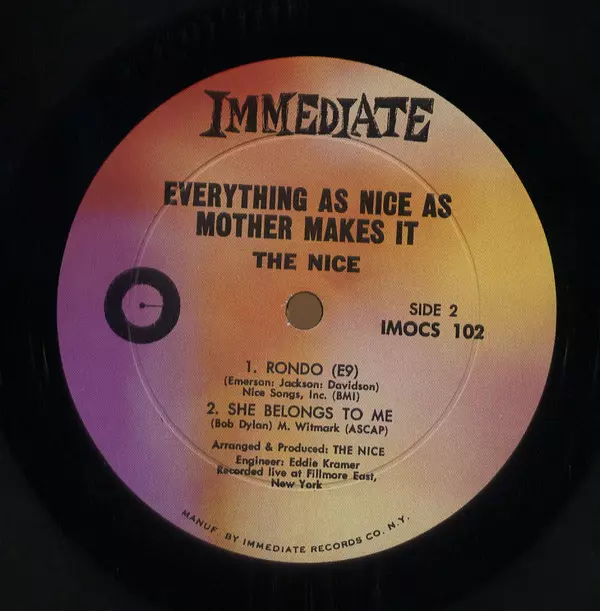 IMMEDIATE
EVERYTHING AS NICE AS
MOTHER MAKES IT
THE NICE
SIDE 2
IMOCS 102
1. RONDO (E9)
(Emerson: Jackson: Davidson)
Nice Songs, Inc. (BMI)
2. SHE BELONGS TO ME
(Bob Dylan) M. Witmark (ASCAP)
Arranged & Produced: THE NICE
Engineer: Eddie Kramer
Recorded live at Fillmore East,
New York
MANUF. BY IMMEDIATE RECORDS CO. N.Y.